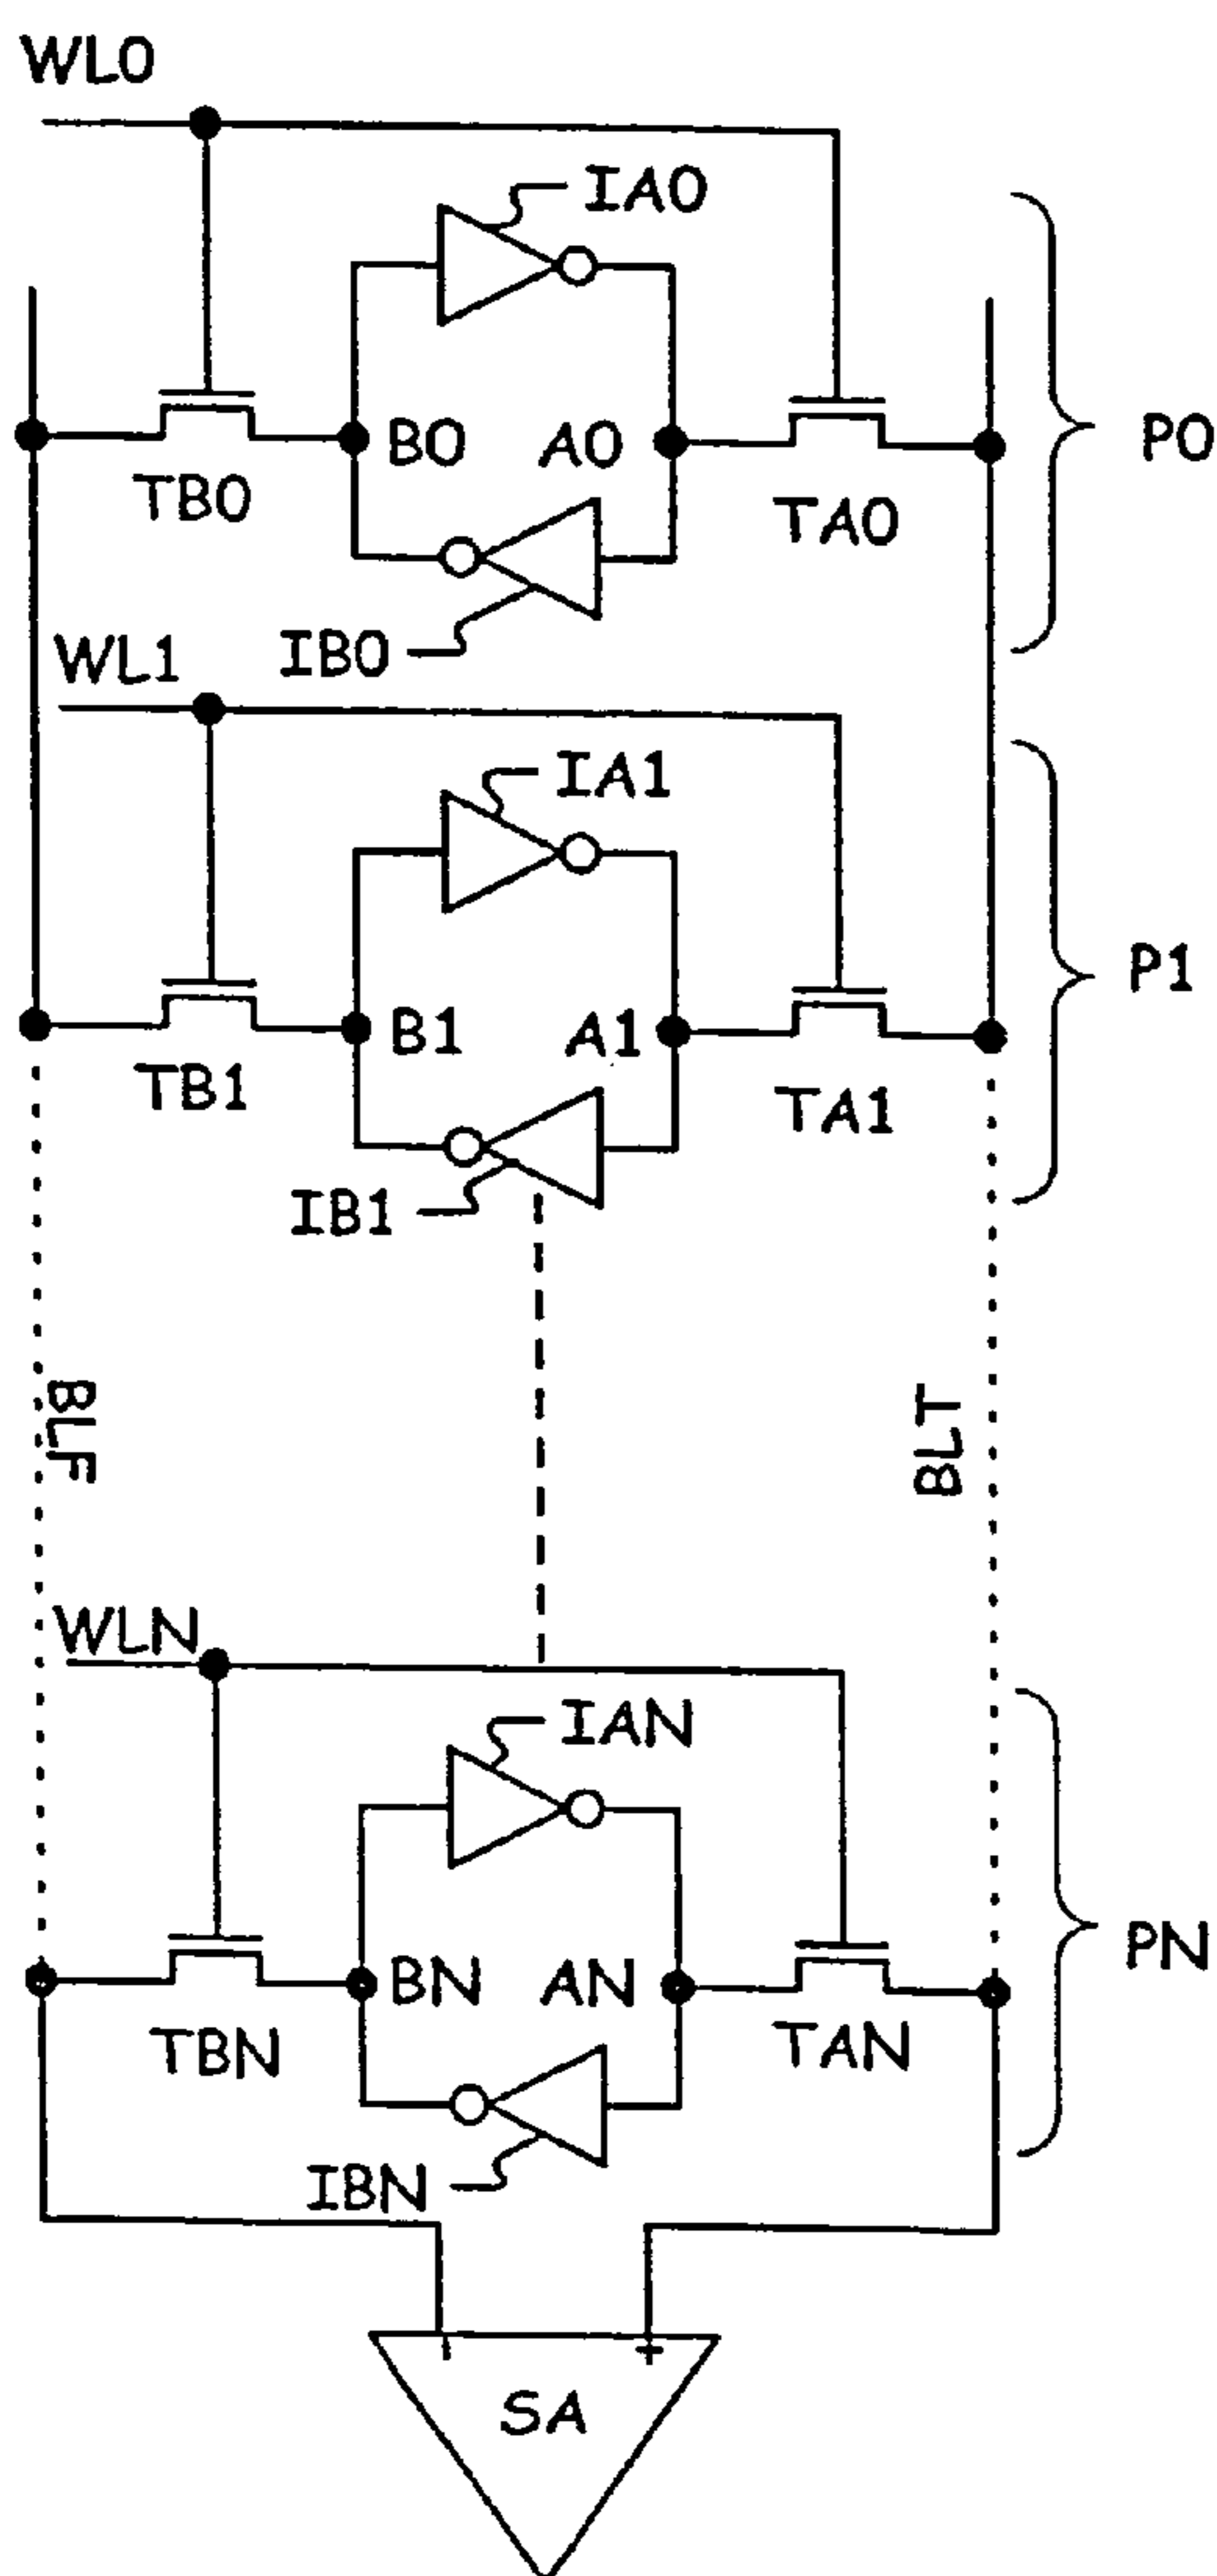 WL0
IA0
B0
A0
P0
TB0
TA0
IB0
WL1
IA1
P1
B1
A1
TB1
TA1
IB1
BLF
BLT
WLN
IAN
PN
BN
AN
TBN
TAN
IBN
- +
SA